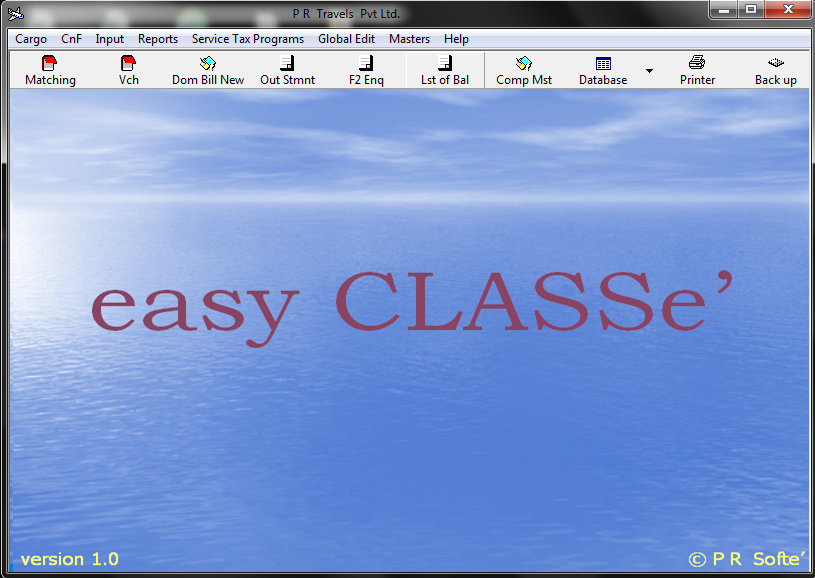 P R Travels Pvt Ltd.
Cargo CnF Input Reports Service Tax Programs Global Edit Masters Help
Matching Vch Dom Bill New Out Stmnt F2 Enq Lst of Bal Comp Mst Database Printer Back up
easy CLASSe’
version 1.0 © P R Softe’